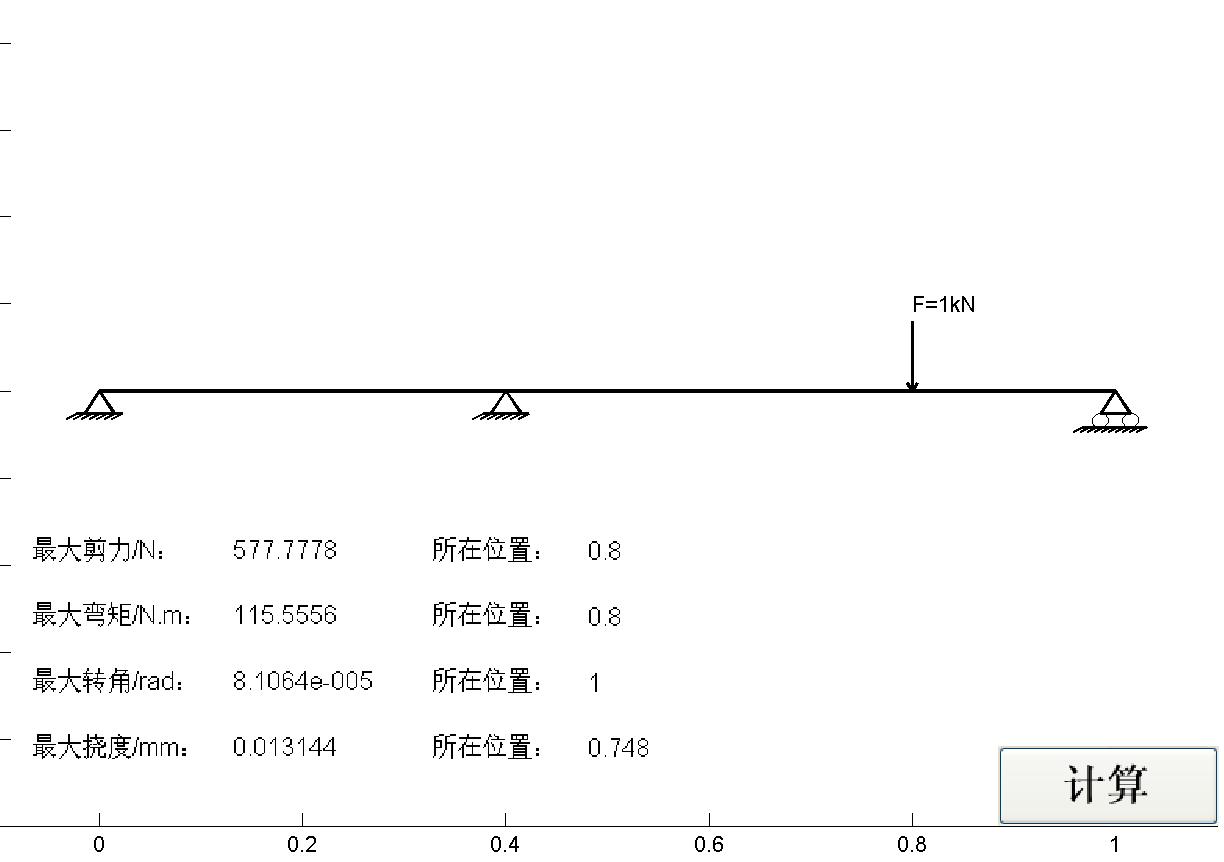 F=1kN
最大剪力/N: 577.7778 所在位置: 0.8
最大弯矩/N.m: 115.5556 所在位置: 0.8
最大转角/rad: 8.1064e-005 所在位置: 1
最大挠度/mm: 0.013144 所在位置: 0.748
计算
0 0.2 0.4 0.6 0.8 1